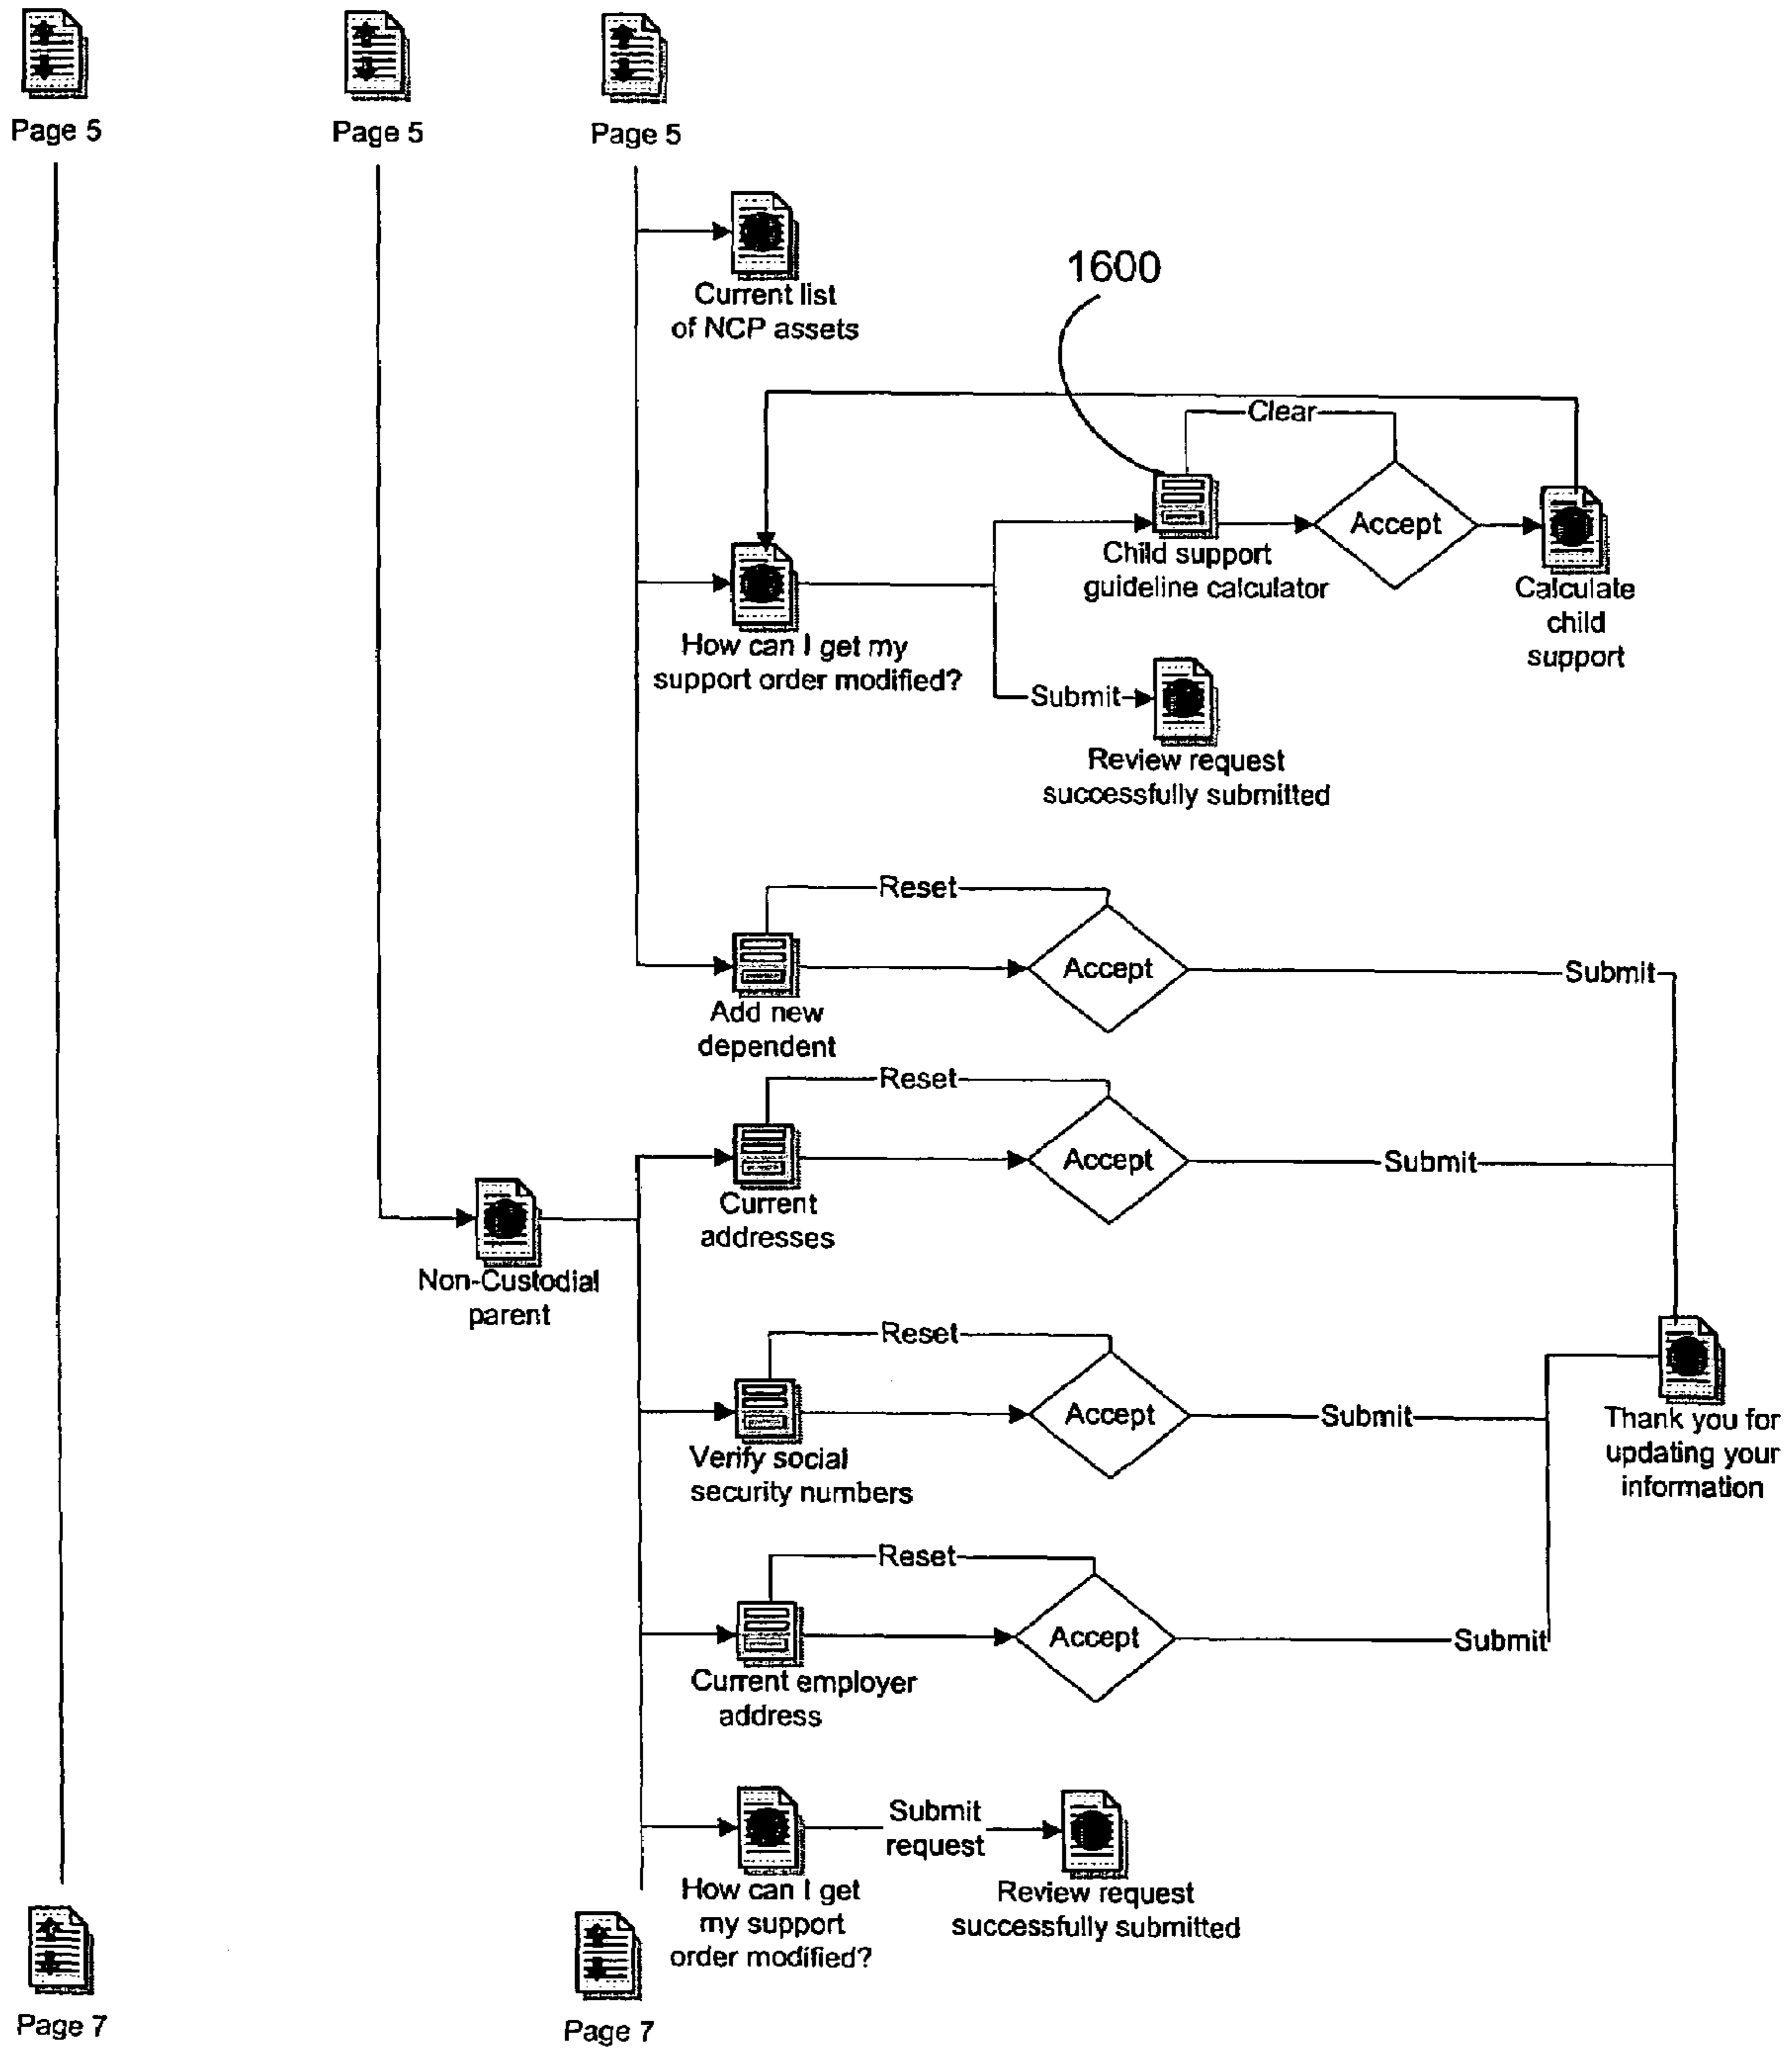 Page 5
Page 5
Page 5
Current list
of NCP assets
1600
Clear
Accept
Child support
guideline calculator
Calculate
child
support
How can I get my
support order modified?
Submit
Review request
successfully submitted
Reset
Accept
Submit
Add new
dependent
Reset
Accept
Submit
Current
addresses
Non-Custodial
parent
Reset
Accept
Submit
Verify social
security numbers
Thank you for
updating your
information
Reset
Accept
Submit
Current employer
address
Submit
request
How can I get
my support
order modified?
Review request
successfully submitted
Page 7
Page 7